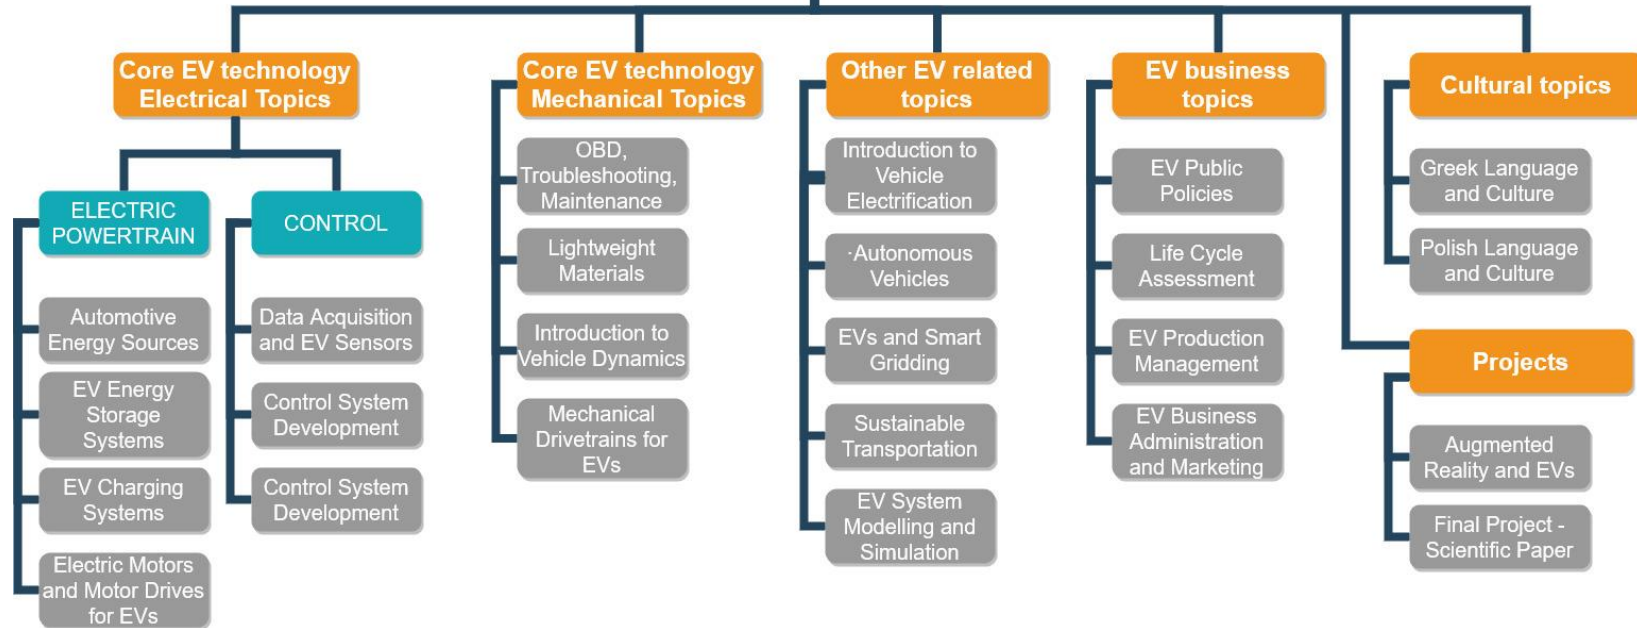 Core EV technology
Electrical Topics
ELECTRIC
POWERTRAIN
Automotive
Energy Sources
EV Energy
Storage
Systems
EV Charging
Systems
Electric Motors
and Motor Drives
for EVs
CONTROL
Data Acquisition
and EV Sensors
Control System
Development
Control System
Development
Core EV technology
Mechanical Topics
OBD,
Troubleshooting,
Maintenance
Lightweight
Materials
Introduction to
Vehicle Dynamics
Mechanical
Drivetrains for
EVs
Other EV related
topics
Introduction to
Vehicle
Electrification
·Autonomous
Vehicles
EVs and Smart
Gridding
Sustainable
Transportation
EV System
Modelling and
Simulation
EV business
topics
EV Public
Policies
Life Cycle
Assessment
EV Production
Management
EV Business
Administration
and Marketing
Cultural topics
Greek Language
and Culture
Polish Language
and Culture
Projects
Augmented
Reality and EVs
Final Project -
Scientific Paper